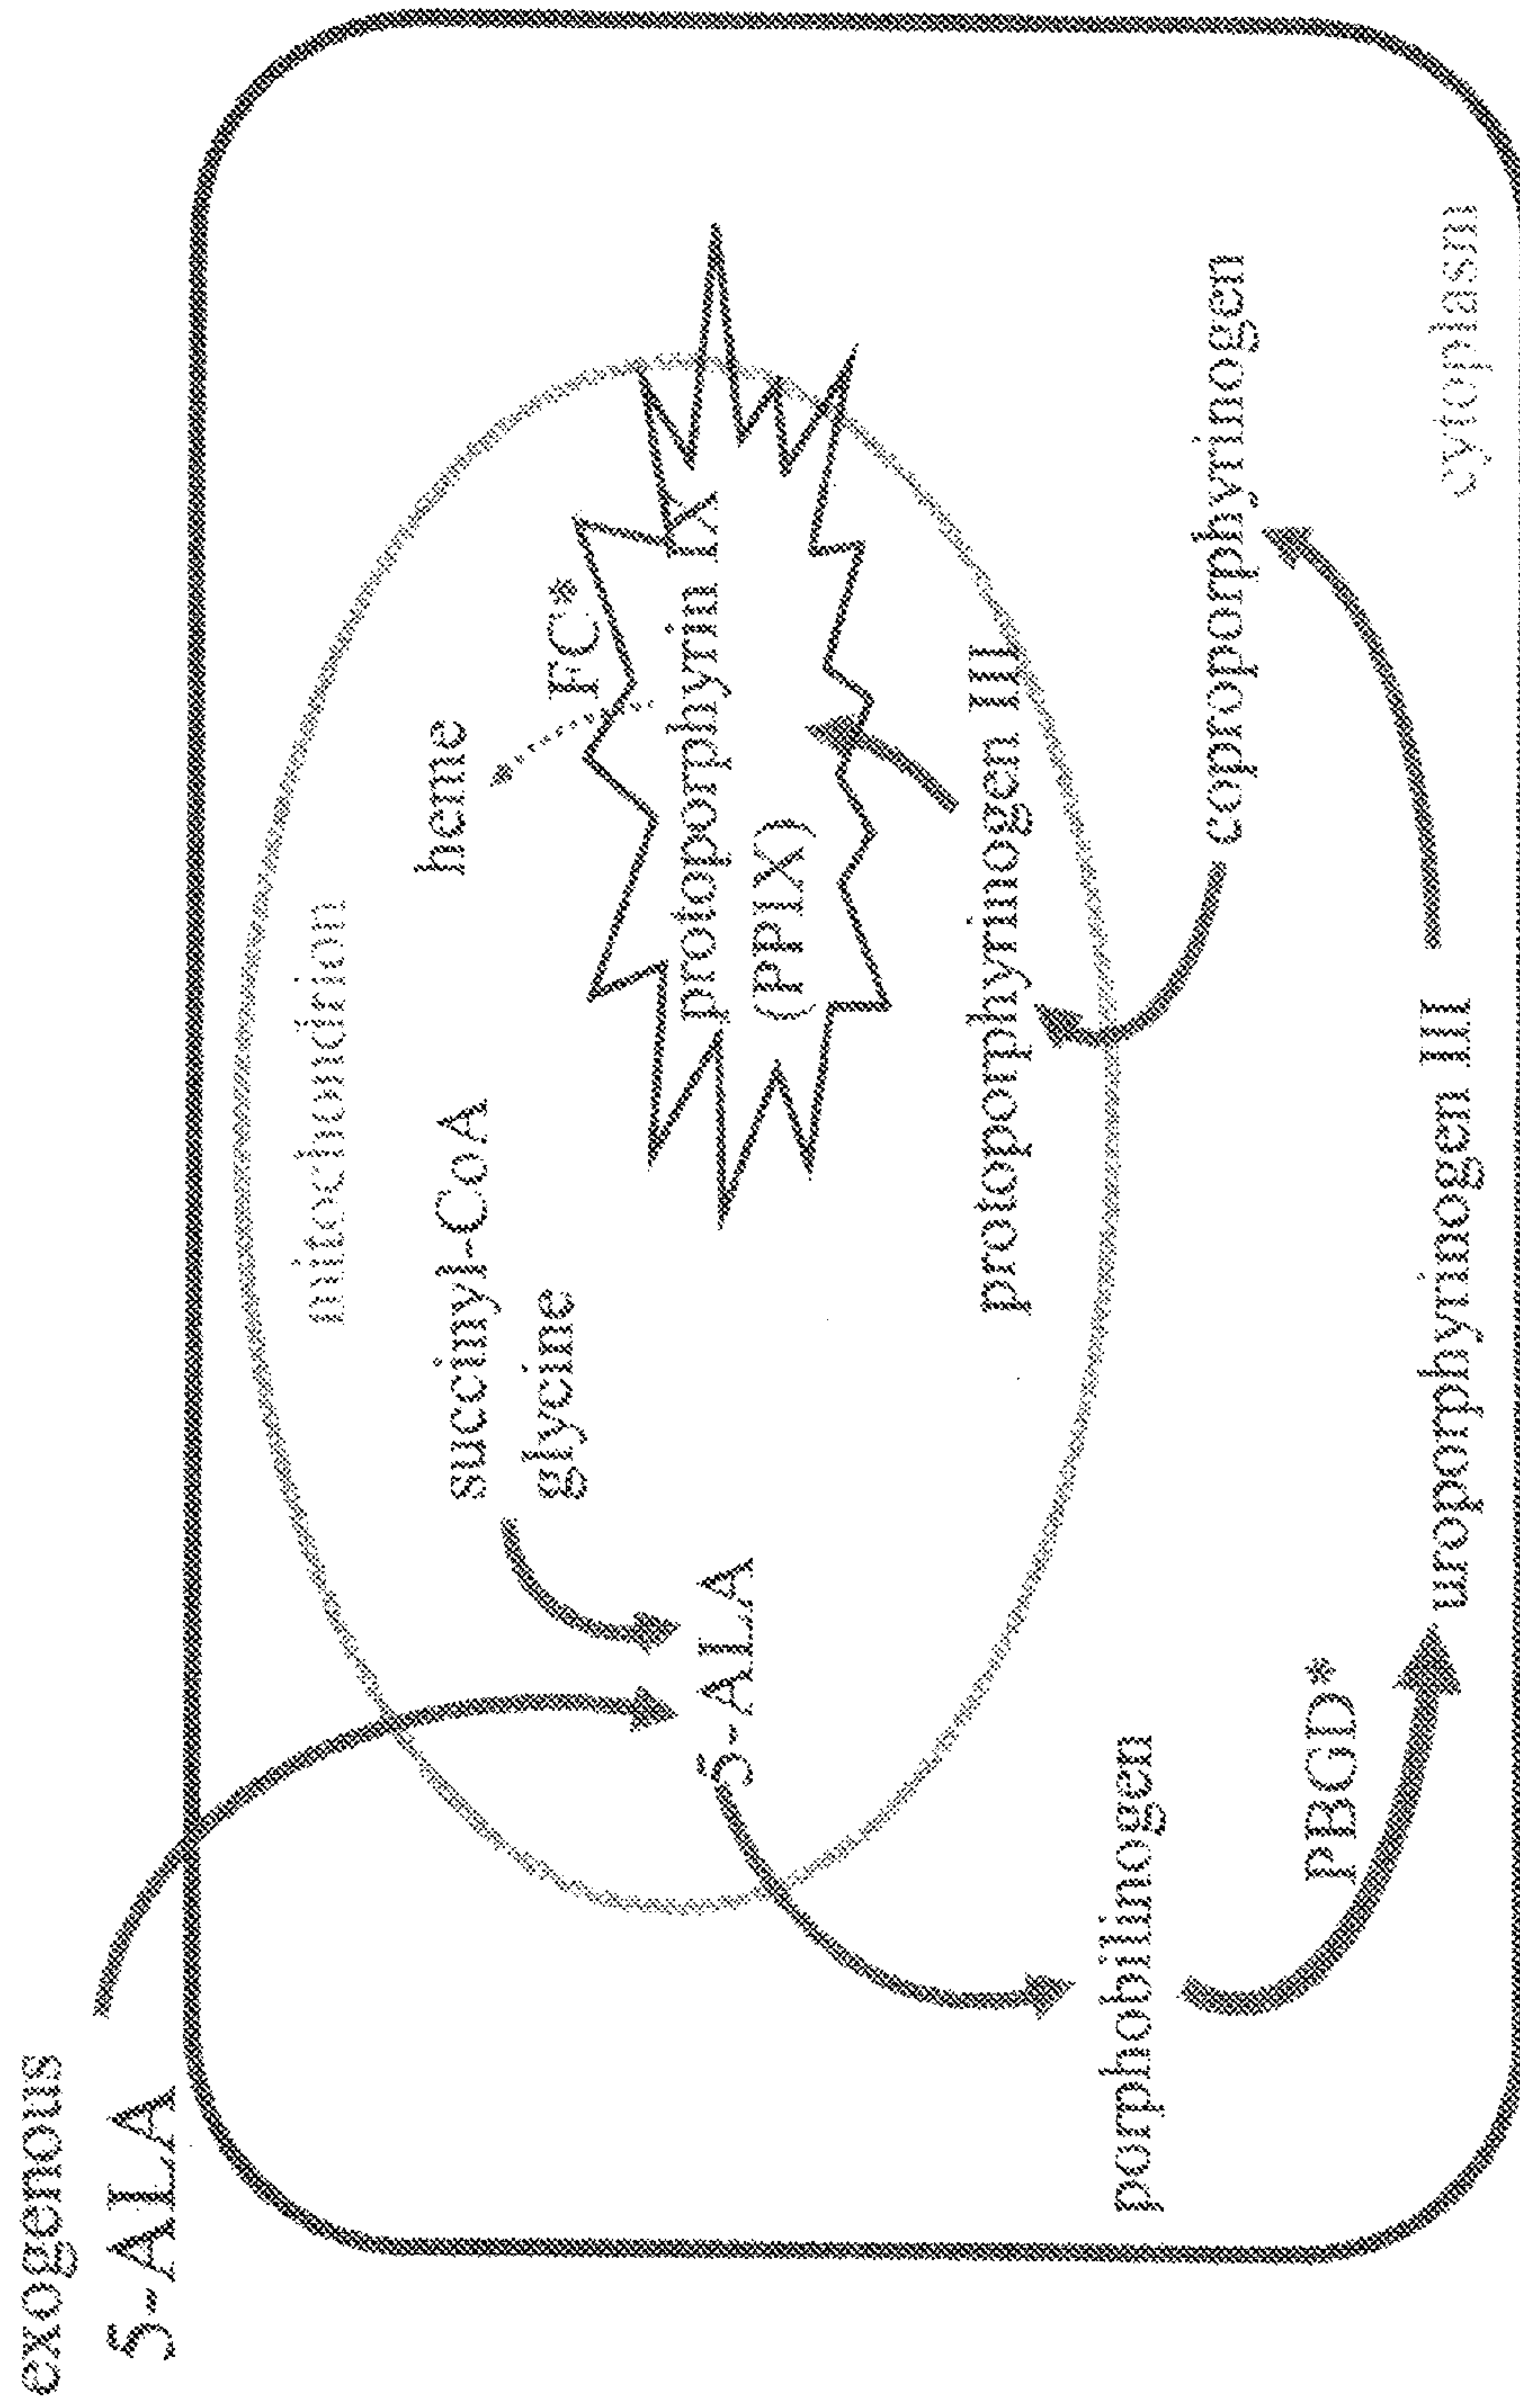 exogenous
5-ALA
mitochondrion
succinyl-CoA
glycine
heme
FC*
5-ALA
protoporphyrin IX
(PPIX)
protoporphyrinogen III
porphobilinogen
coproporphyrinogen
PBGD*
uroporphyrinogen III
cytoplasm